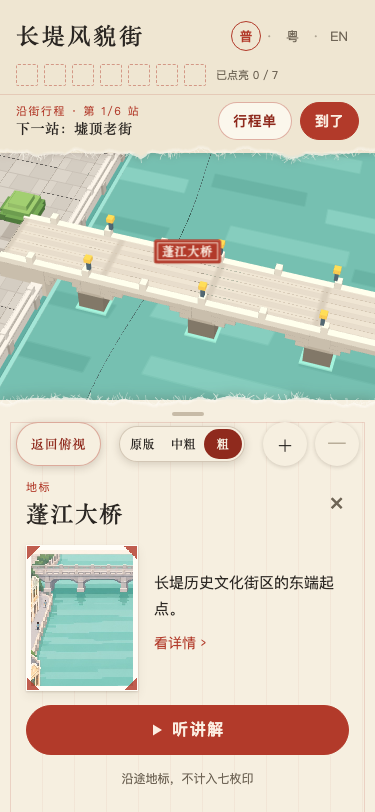 长堤风貌街
普 · 粤 · EN
已点亮 0 / 7
沿街行程 · 第 1/6 站
下一站：墟顶老街
行程单
到了
蓬江大桥
返回俯视
原版 中粗 粗
+ —
地标
蓬江大桥
×
长堤历史文化街区的东端起
点。
看详情 ›
听讲解
沿途地标，不计入七枚印